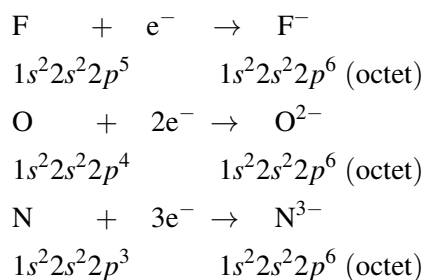 F + e⁻ → F⁻
1s²2s²2p⁵ 1s²2s²2p⁶ (octet)
O + 2e⁻ → O²⁻
1s²2s²2p⁴ 1s²2s²2p⁶ (octet)
N + 3e⁻ → N³⁻
1s²2s²2p³ 1s²2s²2p⁶ (octet)